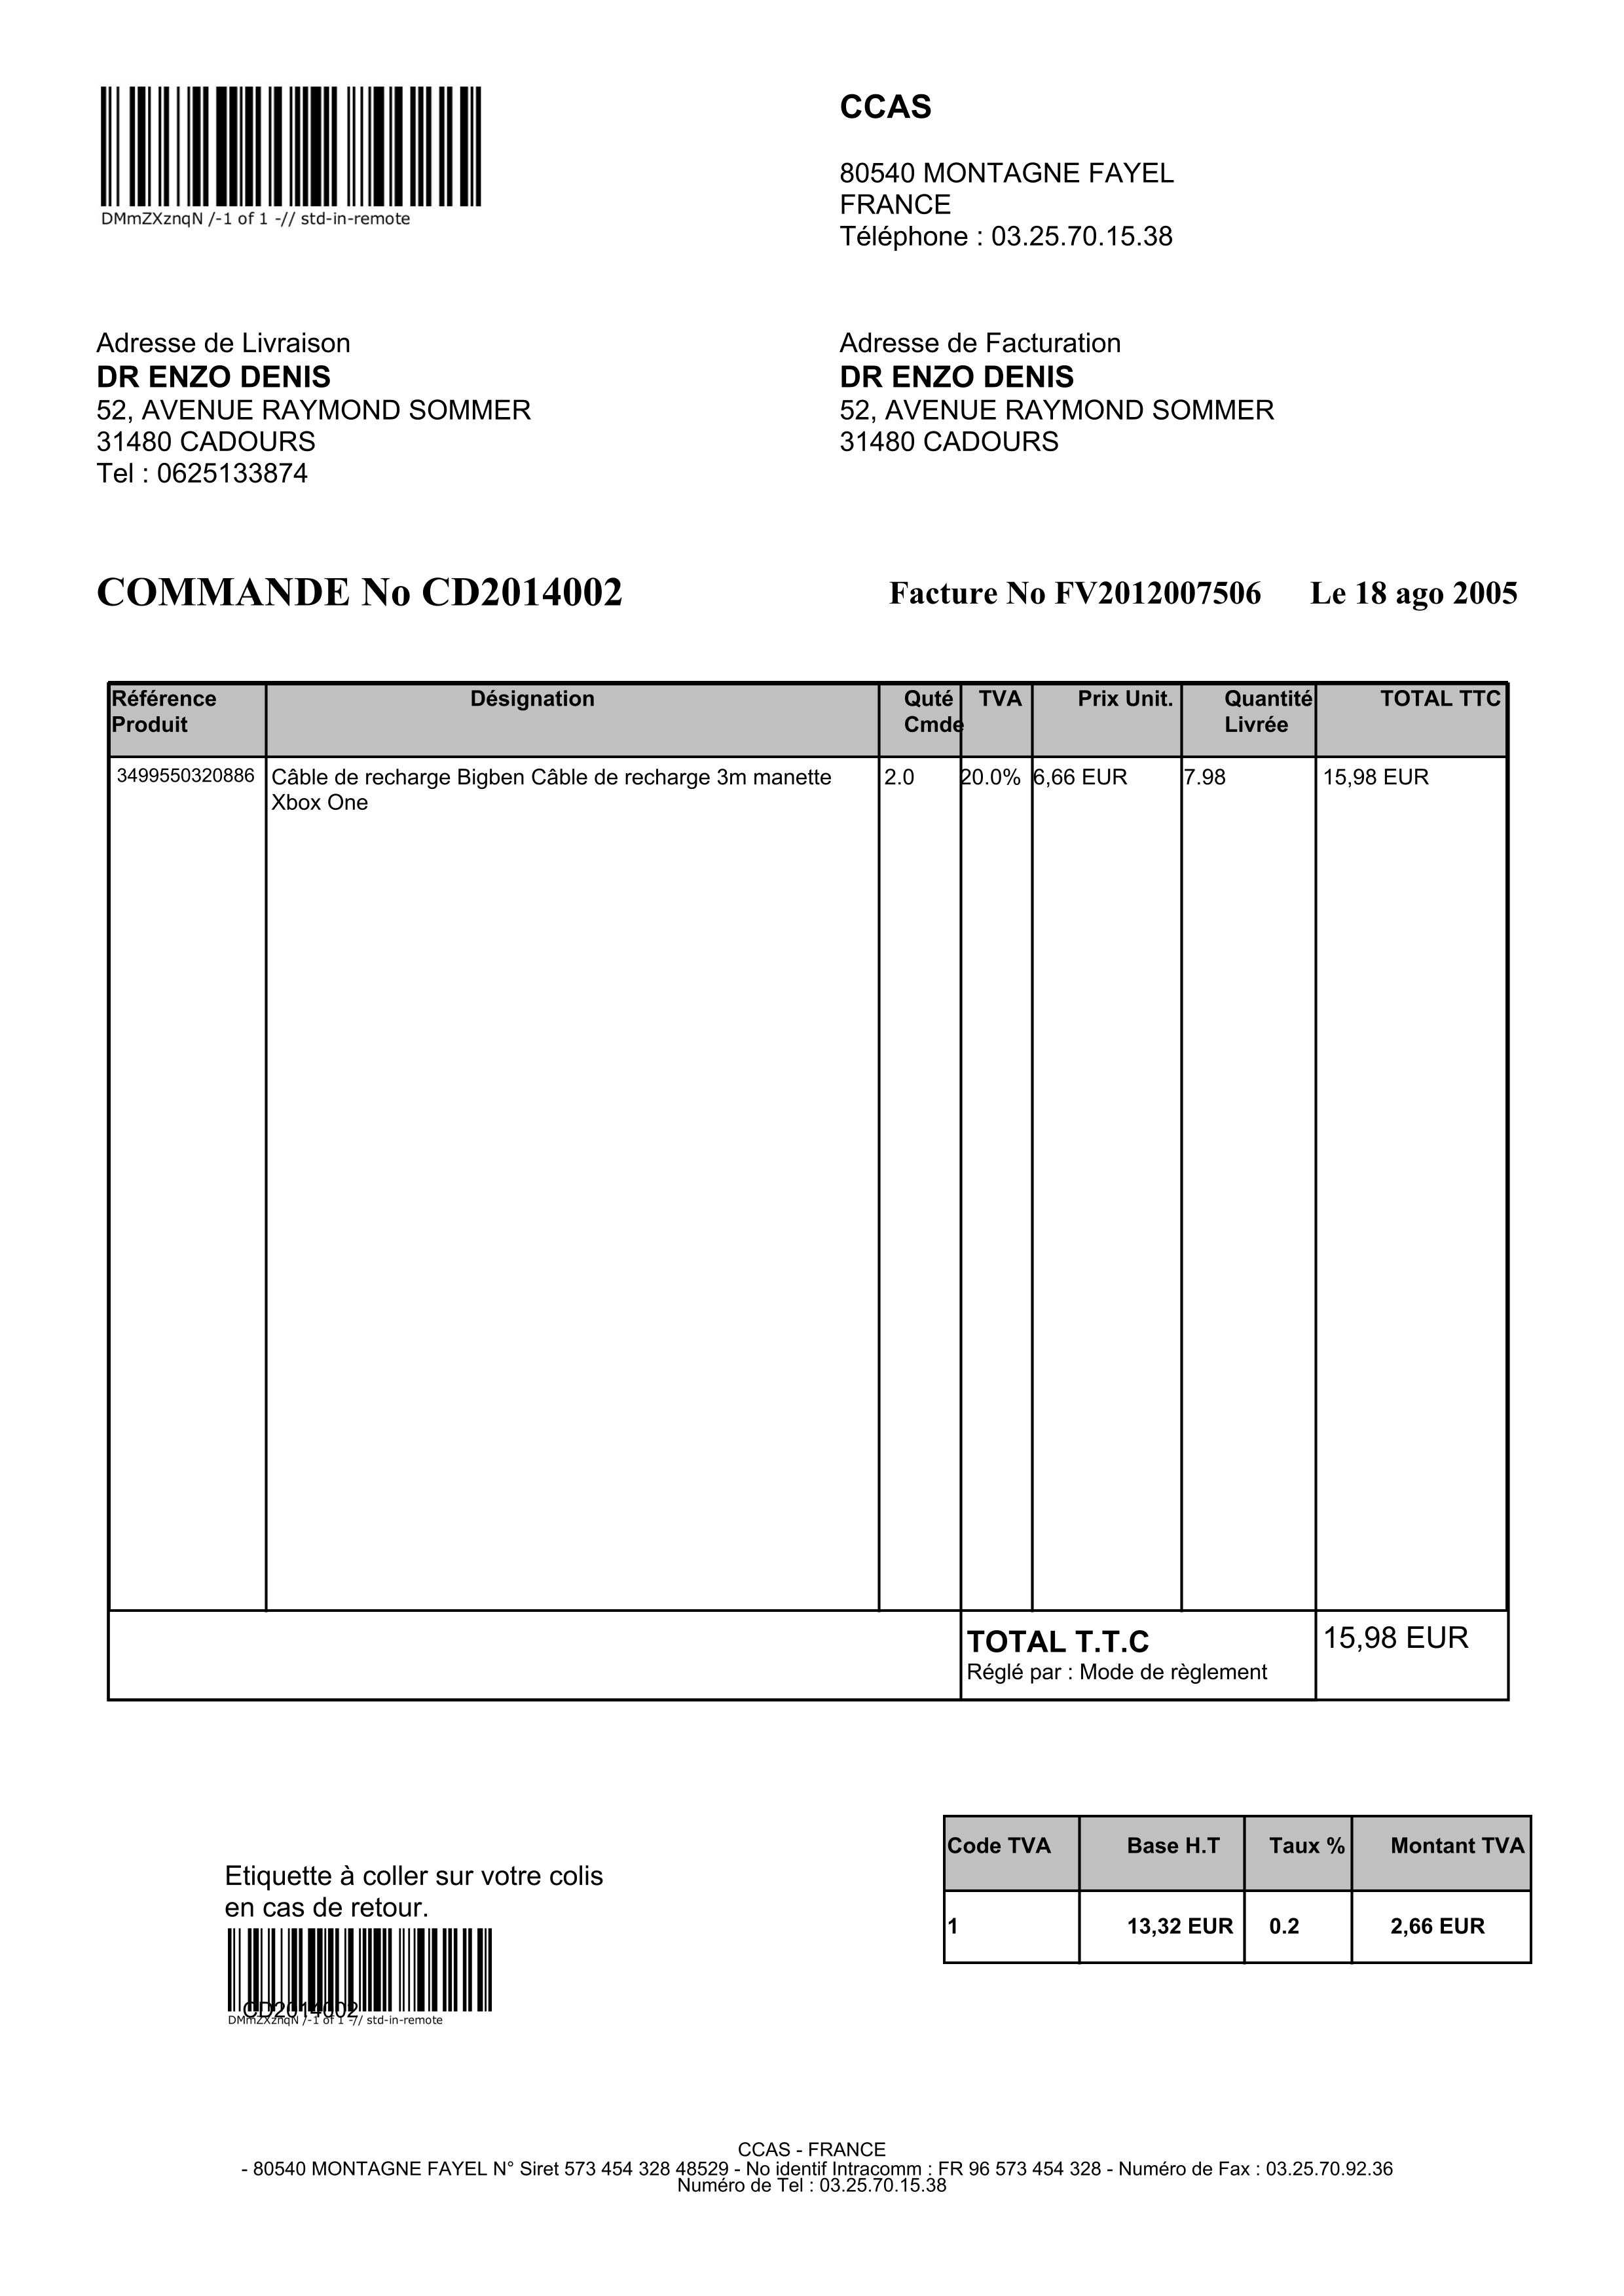 DMmZXznqN /-1 of 1 -// std-in-remote
CCAS
80540 MONTAGNE FAYEL
FRANCE
Téléphone : 03.25.70.15.38
Adresse de Livraison
DR ENZO DENIS
52, AVENUE RAYMOND SOMMER
31480 CADOURS
Tel : 0625133874
Adresse de Facturation
DR ENZO DENIS
52, AVENUE RAYMOND SOMMER
31480 CADOURS
COMMANDE No CD2014002 Facture No FV2012007506 Le 18 ago 2005
Référence Désignation Quté TVA Prix Unit. Quantité TOTAL TTC
Produit Cmde Livrée
3499550320886 Câble de recharge Bigben Câble de recharge 3m manette 2.0 20.0% 6,66 EUR 7.98 15,98 EUR
Xbox One
TOTAL T.T.C 15,98 EUR
Réglé par : Mode de règlement
Code TVA Base H.T Taux % Montant TVA
1 13,32 EUR 0.2 2,66 EUR
Etiquette à coller sur votre colis
en cas de retour.
CD2014002
DMmZXznqN /-1 of 1 -// std-in-remote
CCAS - FRANCE
- 80540 MONTAGNE FAYEL N° Siret 573 454 328 48529 - No identif Intracomm : FR 96 573 454 328 - Numéro de Fax : 03.25.70.92.36
Numéro de Tel : 03.25.70.15.38